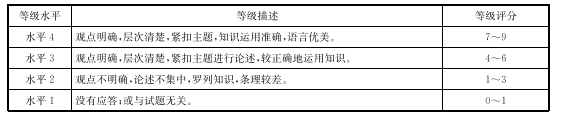 等级水平 等级描述 等级评分
水平 4 观点明确,层次清楚,紧扣主题,知识运用准确,语言优美。 7～9
水平 3 观点明确,层次清楚,紧扣主题进行论述,较正确地运用知识。 4～6
水平 2 观点不明确,论述不集中,罗列知识,条理较差。 1～3
水平 1 没有应答;或与试题无关。 0～1